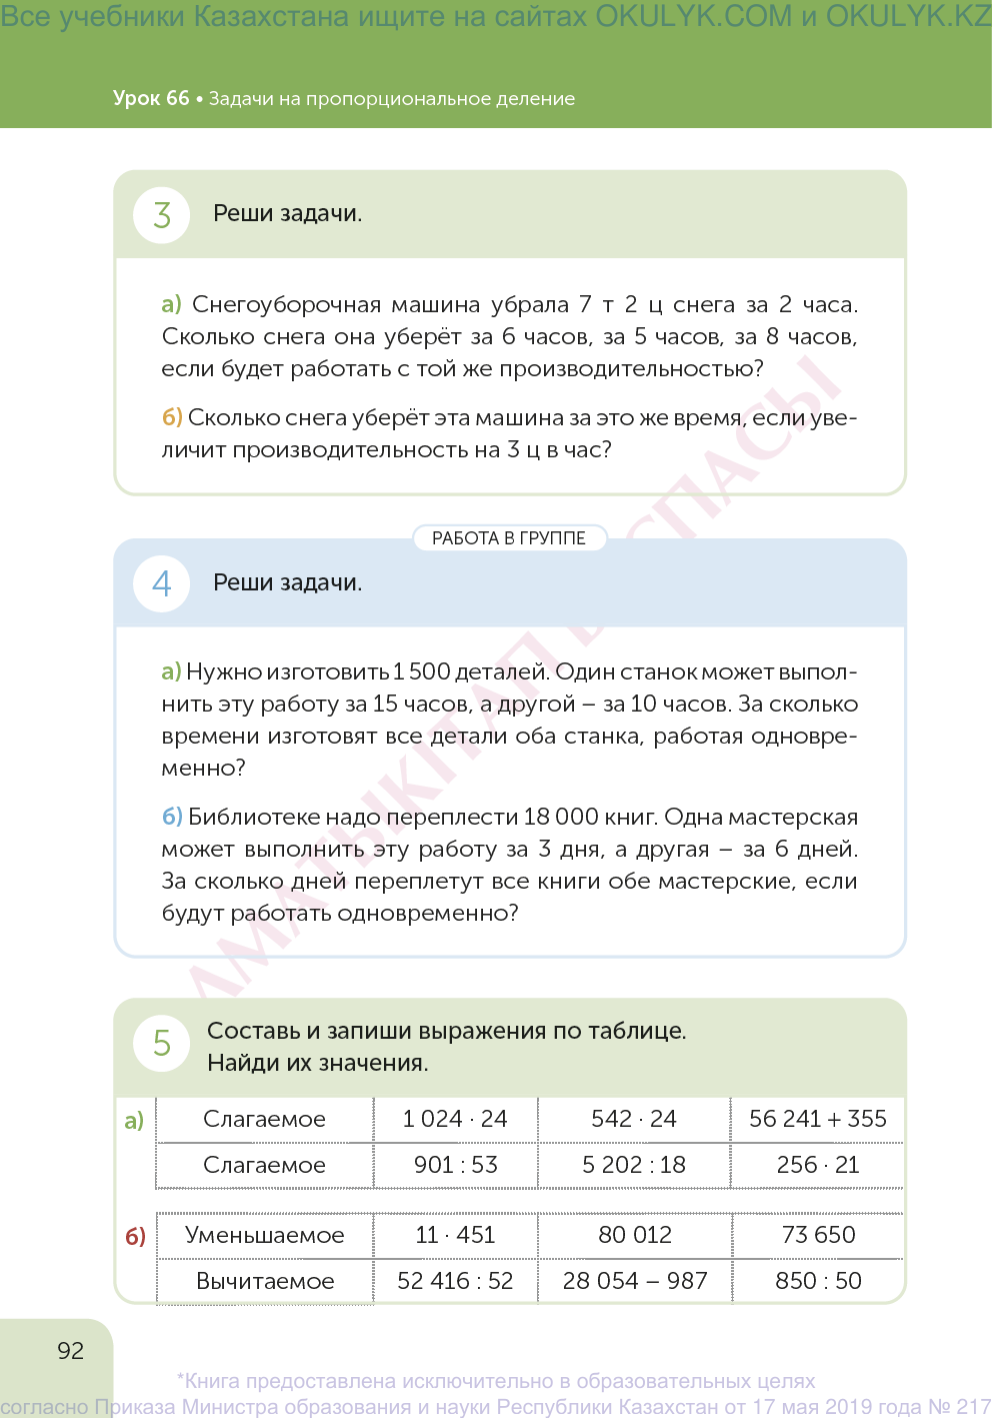 Все учебники Казахстана ищите на сайтах OKULYK.COM и OKULYK.KZ
Урок 66 • Задачи на пропорциональное деление
3 Реши задачи.
а) Снегоуборочная машина убрала 7 т 2 ц снега за 2 часа.
Сколько снега она уберёт за 6 часов, за 5 часов, за 8 часов,
если будет работать с той же производительностью?
б) Сколько снега уберёт эта машина за это же время, если уве-
личит производительность на 3 ц в час?
РАБОТА В ГРУППЕ
4 Реши задачи.
а) Нужно изготовить 1 500 деталей. Один станок может выпол-
нить эту работу за 15 часов, а другой – за 10 часов. За сколько
времени изготовят все детали оба станка, работая одновре-
менно?
б) Библиотеке надо переплести 18 000 книг. Одна мастерская
может выполнить эту работу за 3 дня, а другая – за 6 дней.
За сколько дней переплетут все книги обе мастерские, если
будут работать одновременно?
5 Составь и запиши выражения по таблице.
Найди их значения.
а) Слагаемое 1 024 · 24 542 · 24 56 241 + 355
Слагаемое 901 : 53 5 202 : 18 256 · 21
б) Уменьшаемое 11 · 451 80 012 73 650
Вычитаемое 52 416 : 52 28 054 – 987 850 : 50
92
*Книга предоставлена исключительно в образовательных целях
согласно Приказа Министра образования и науки Республики Казахстан от 17 мая 2019 года № 217